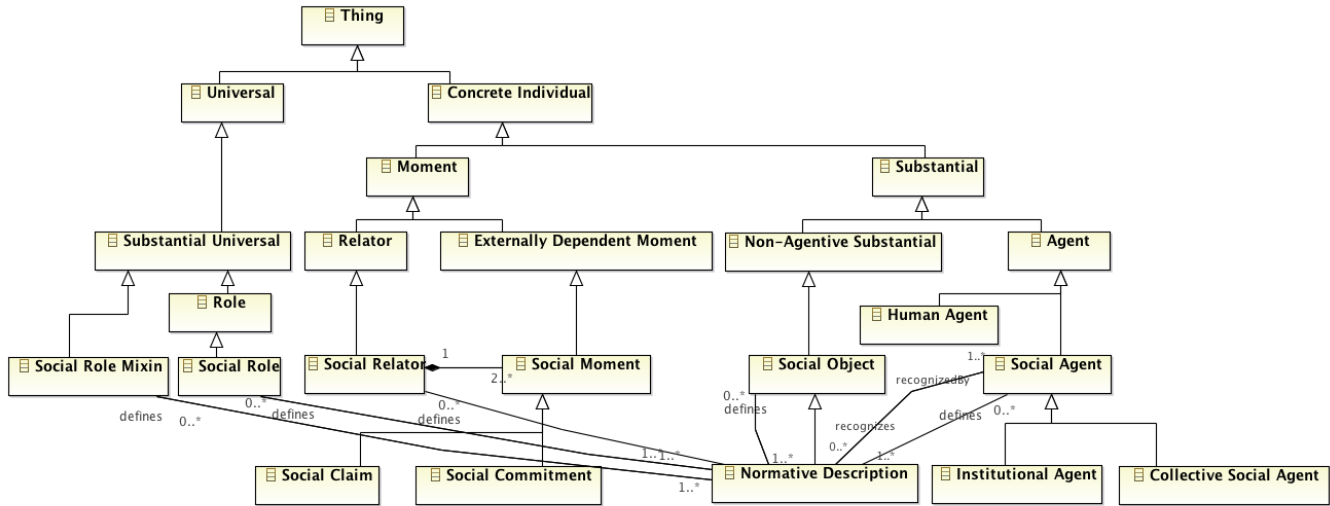 Thing
Universal
Concrete Individual
Moment
Substantial
Substantial Universal
Relator
Externally Dependent Moment
Non-Agentive Substantial
Agent
Role
Human Agent
Social Role Mixin
Social Role
Social Relator
1
2..*
Social Moment
Social Object
1..*
Social Agent
recognizedBy
defines
0..*
0..*
defines
0..*
defines
0..*
defines
recognizes
0..*
defines
0..*
1..*
1..*
1..*
1..*
1..*
Social Claim
Social Commitment
Normative Description
Institutional Agent
Collective Social Agent